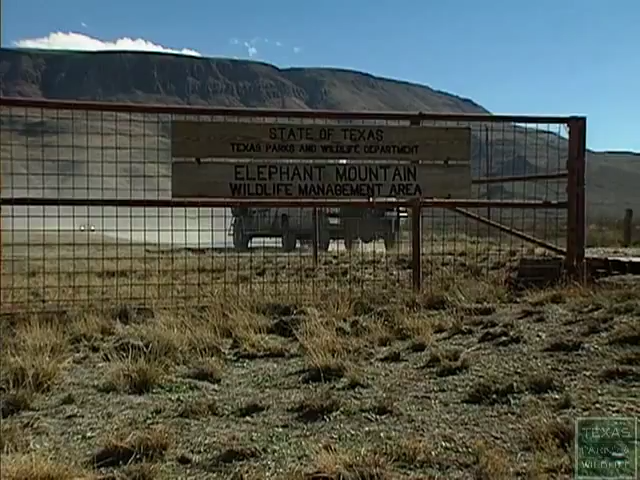 STATE OF TEXAS
TEXAS PARKS AND WILDLIFE DEPARTMENT
ELEPHANT MOUNTAIN
WILDLIFE MANAGEMENT AREA
TEXAS
PARKS
WILDLIFE